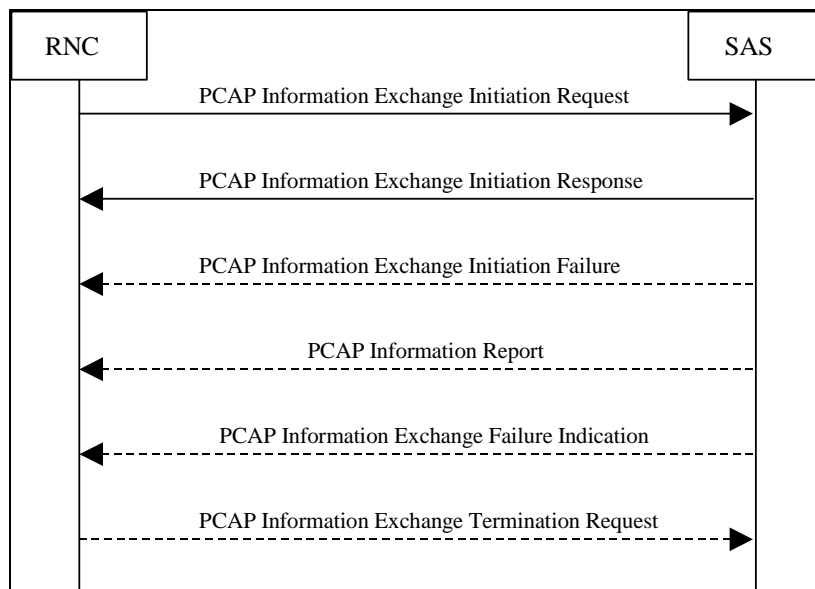 RNC
SAS
PCAP Information Exchange Initiation Request
PCAP Information Exchange Initiation Response
PCAP Information Exchange Initiation Failure
PCAP Information Report
PCAP Information Exchange Failure Indication
PCAP Information Exchange Termination Request